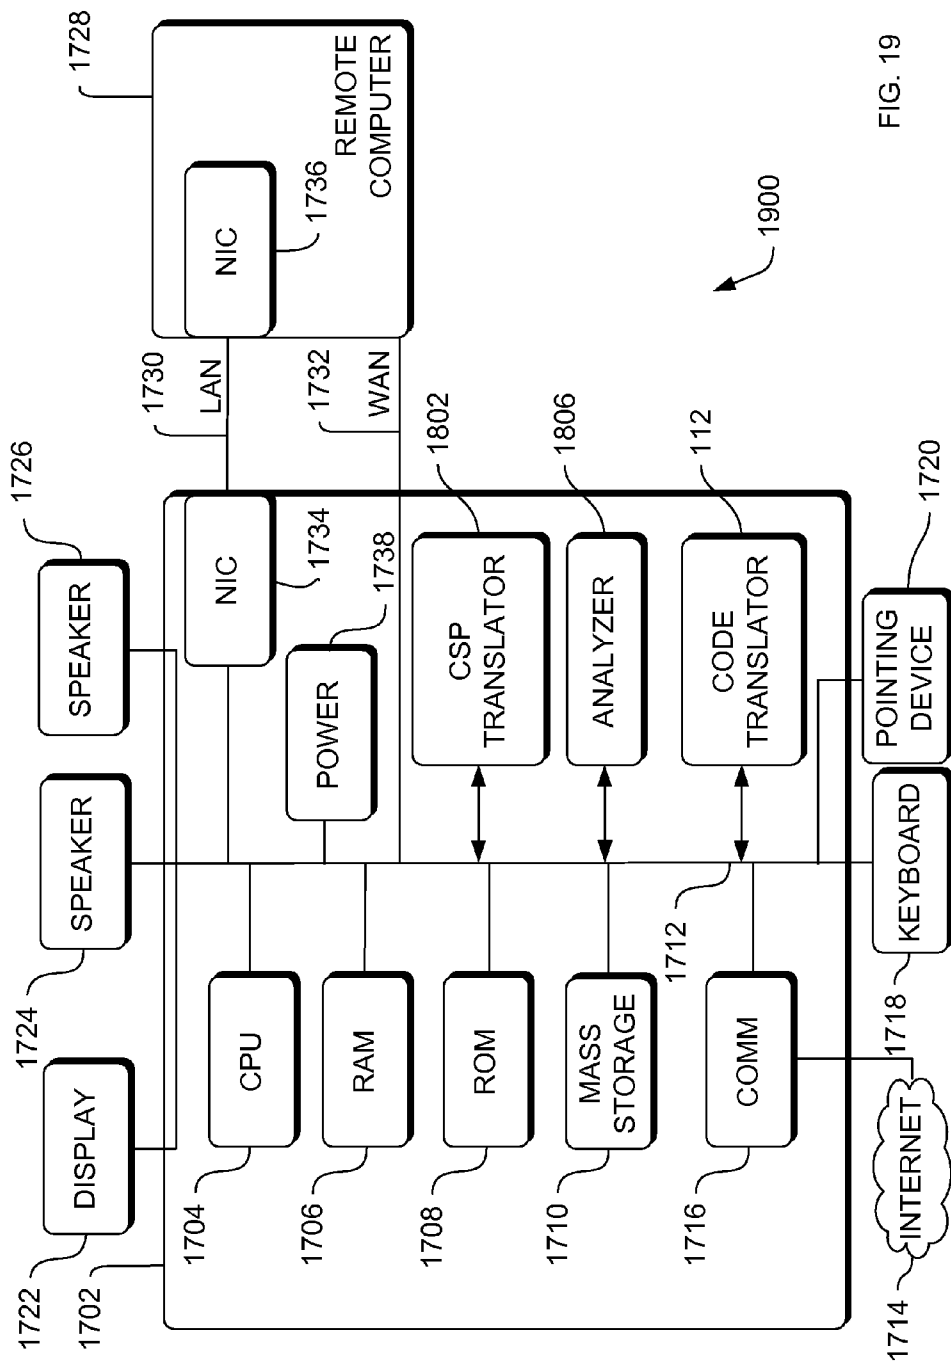 1722
1702
DISPLAY
1724
SPEAKER
1726
SPEAKER
1704
CPU
1706
RAM
1708
ROM
1710
MASS
STORAGE
1716
COMM
1712
POWER
1738
NIC
1734
1730
LAN
1732
WAN
NIC
1736
REMOTE
COMPUTER
1728
CSP
TRANSLATOR
1802
ANALYZER
1806
CODE
TRANSLATOR
112
1714
INTERNET
1718
KEYBOARD
POINTING
DEVICE
1720
1900
FIG. 19